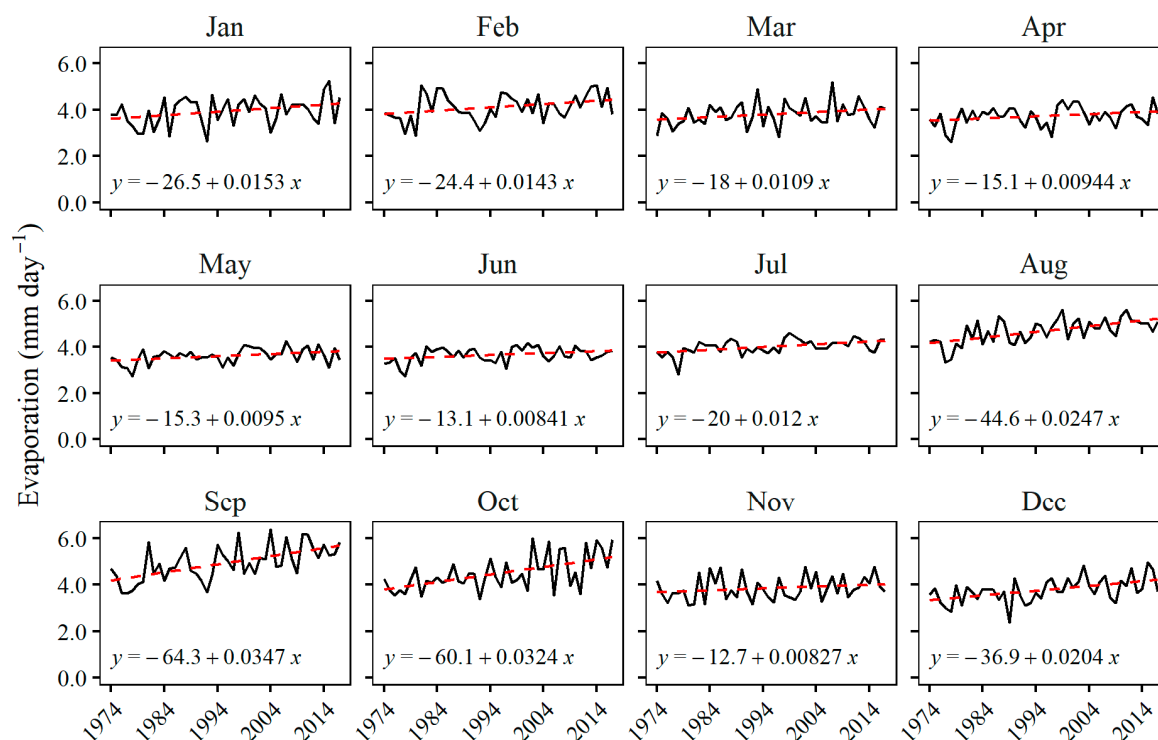 Jan Feb Mar Apr
6.0
4.0
2.0
0.0
y = − 26.5 + 0.0153 x
y = − 24.4 + 0.0143 x
y = − 18 + 0.0109 x
y = − 15.1 + 0.00944 x
Evaporation (mm day−1)
May Jun Jul Aug
6.0
4.0
2.0
0.0
y = − 15.3 + 0.0095 x
y = − 13.1 + 0.00841 x
y = − 20 + 0.012 x
y = − 44.6 + 0.0247 x
Scp Oct Nov Dcc
6.0
4.0
2.0
0.0
y = − 64.3 + 0.0347 x
y = − 60.1 + 0.0324 x
y = − 12.7 + 0.00827 x
y = − 36.9 + 0.0204 x
1974 1984 1994 2004 2014
1974 1984 1994 2004 2014
1974 1984 1994 2004 2014
1974 1984 1994 2004 2014